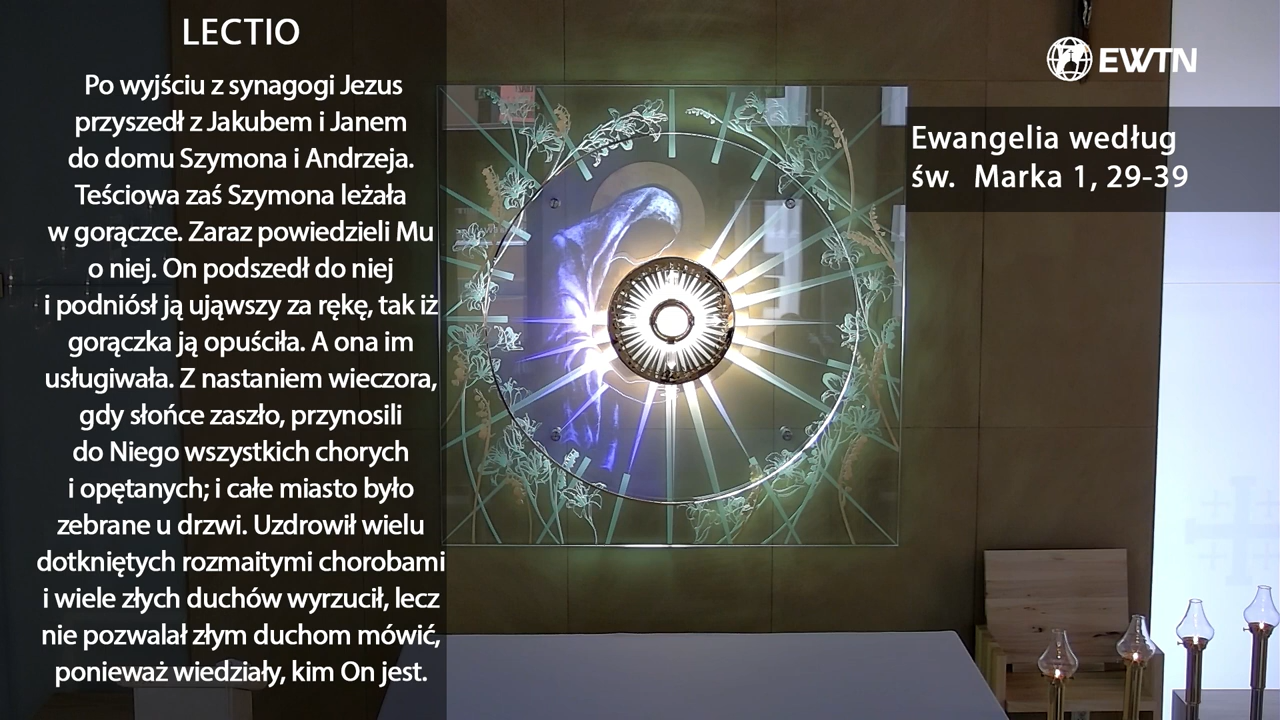 LECTIO
Po wyjściu z synagogi Jezus
przyszedł z Jakubem i Janem
do domu Szymona i Andrzeja.
Teściowa zaś Szymona leżała
w gorączce. Zaraz powiedzieli Mu
o niej. On podszedł do niej
i podniósł ją ująwszy za rękę, tak iż
gorączka ją opuściła. A ona im
usługiwała. Z nastaniem wieczora,
gdy słońce zaszło, przynosili
do Niego wszystkich chorych
i opętanych; i całe miasto było
zebrane u drzwi. Uzdrowił wielu
dotkniętych rozmaitymi chorobami
i wiele złych duchów wyrzucił, lecz
nie pozwalał złym duchom mówić,
ponieważ wiedziały, kim On jest.
EWTN
Ewangelia według
św. Marka 1, 29-39